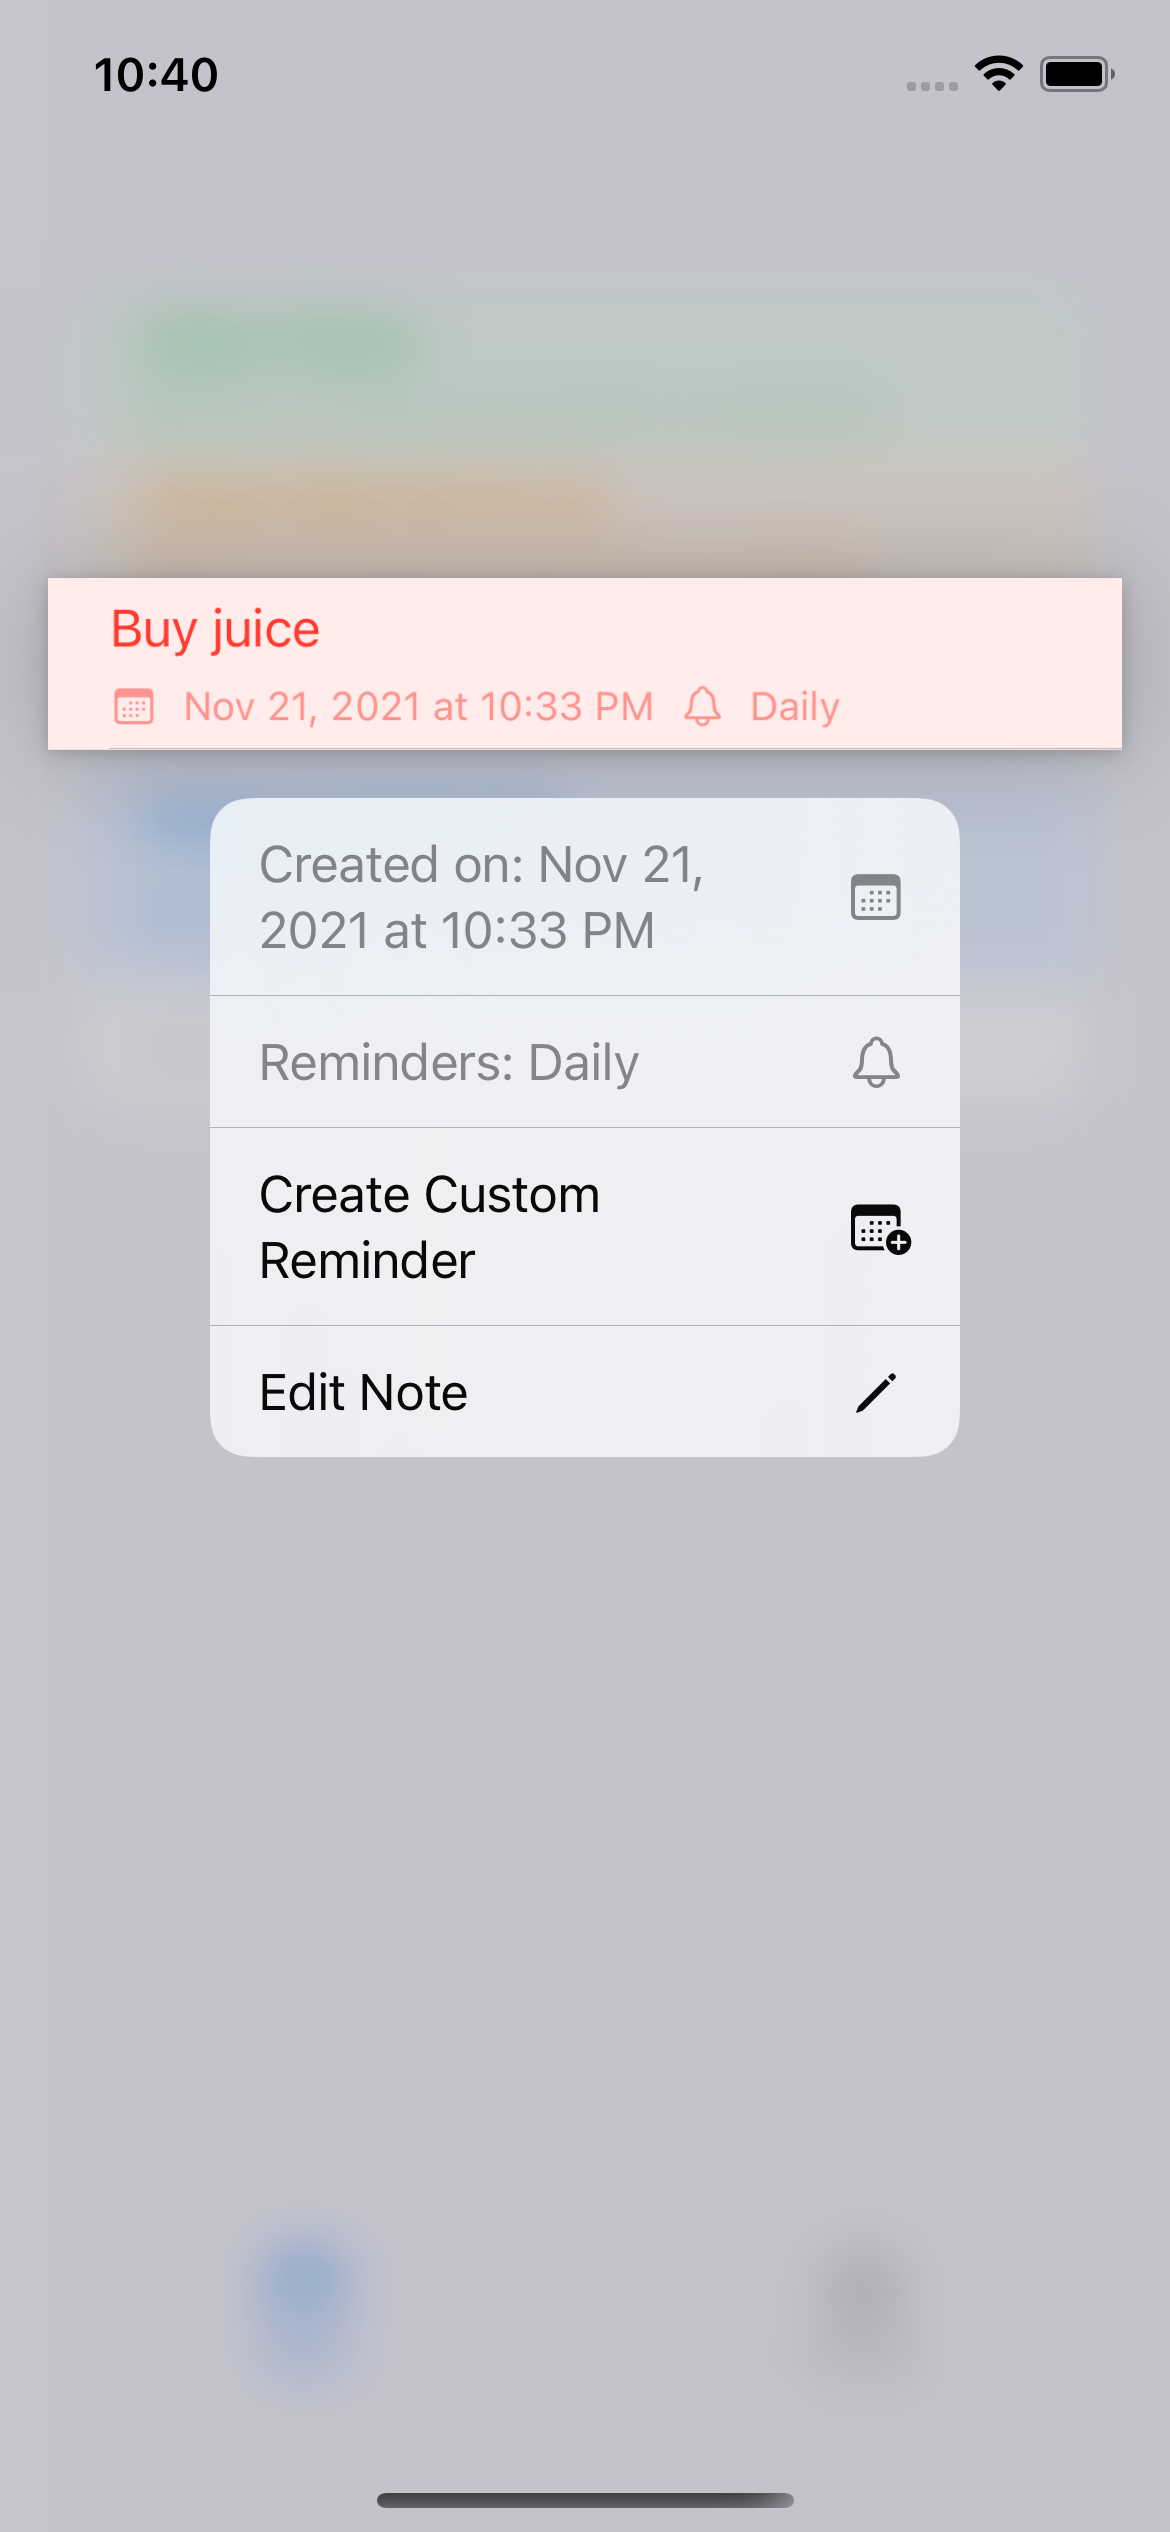 10:40
Buy juice
Nov 21, 2021 at 10:33 PM Daily
Created on: Nov 21,
2021 at 10:33 PM
Reminders: Daily
Create Custom
Reminder
Edit Note